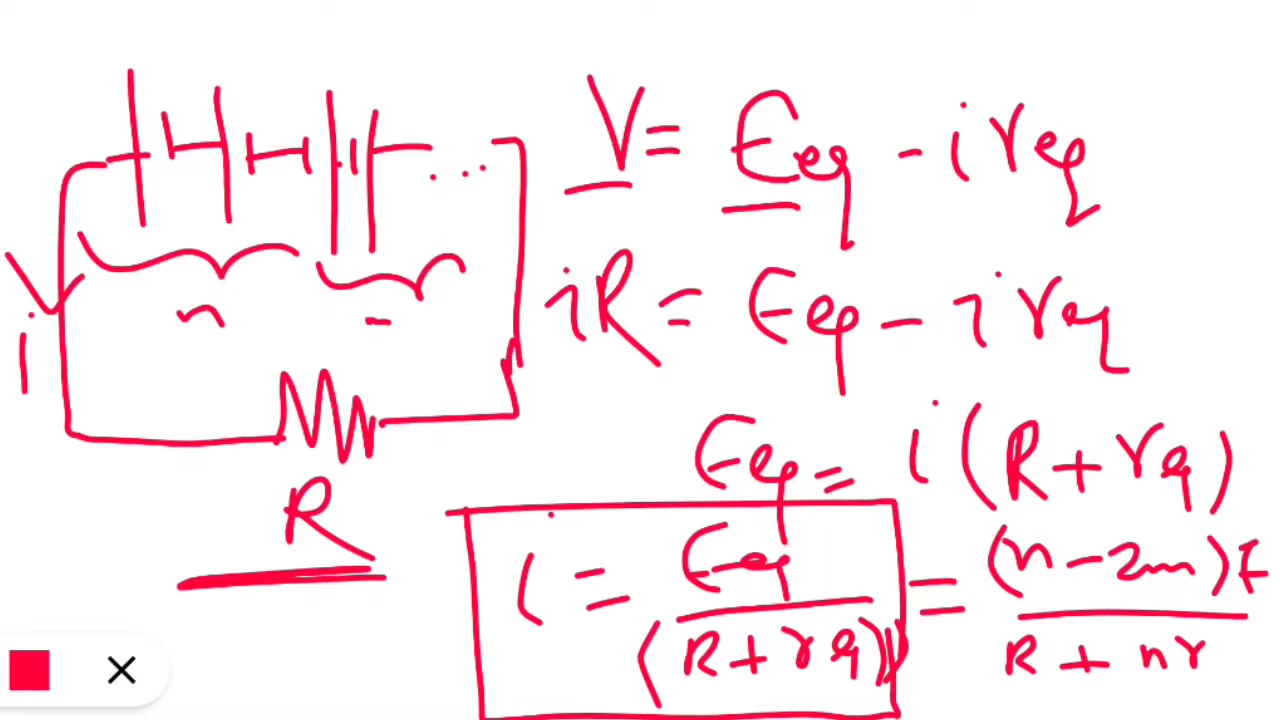 V = Eeq - i req
iR = Eeq - i req
Eeq = i (R + req)
i = Eeq / (R + req) = (n - 2m)E / R + nr
n
i
R